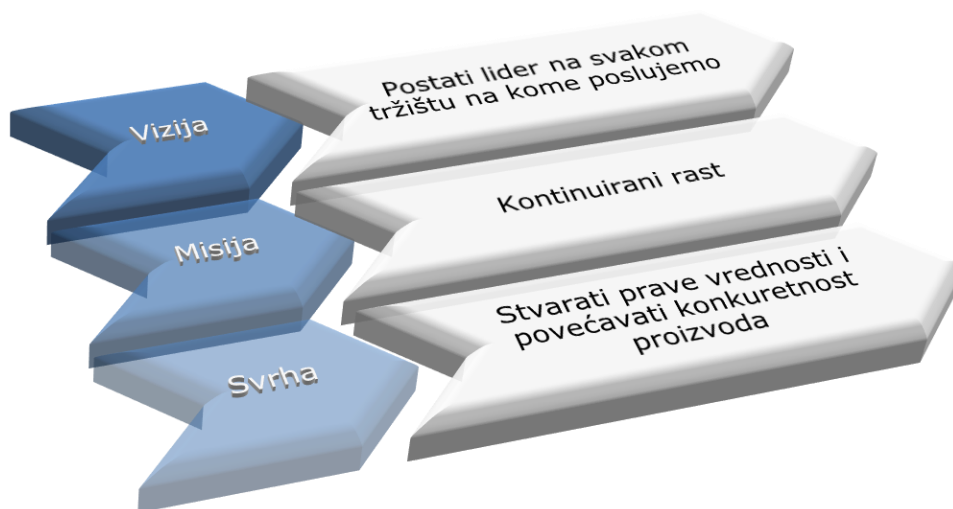 Vizija
Postati lider na svakom
tržištu na kome poslujemo
Misija
Kontinuirani rast
Svrha
Stvarati prave vrednosti i
povećavati konkuretnost
proizvoda